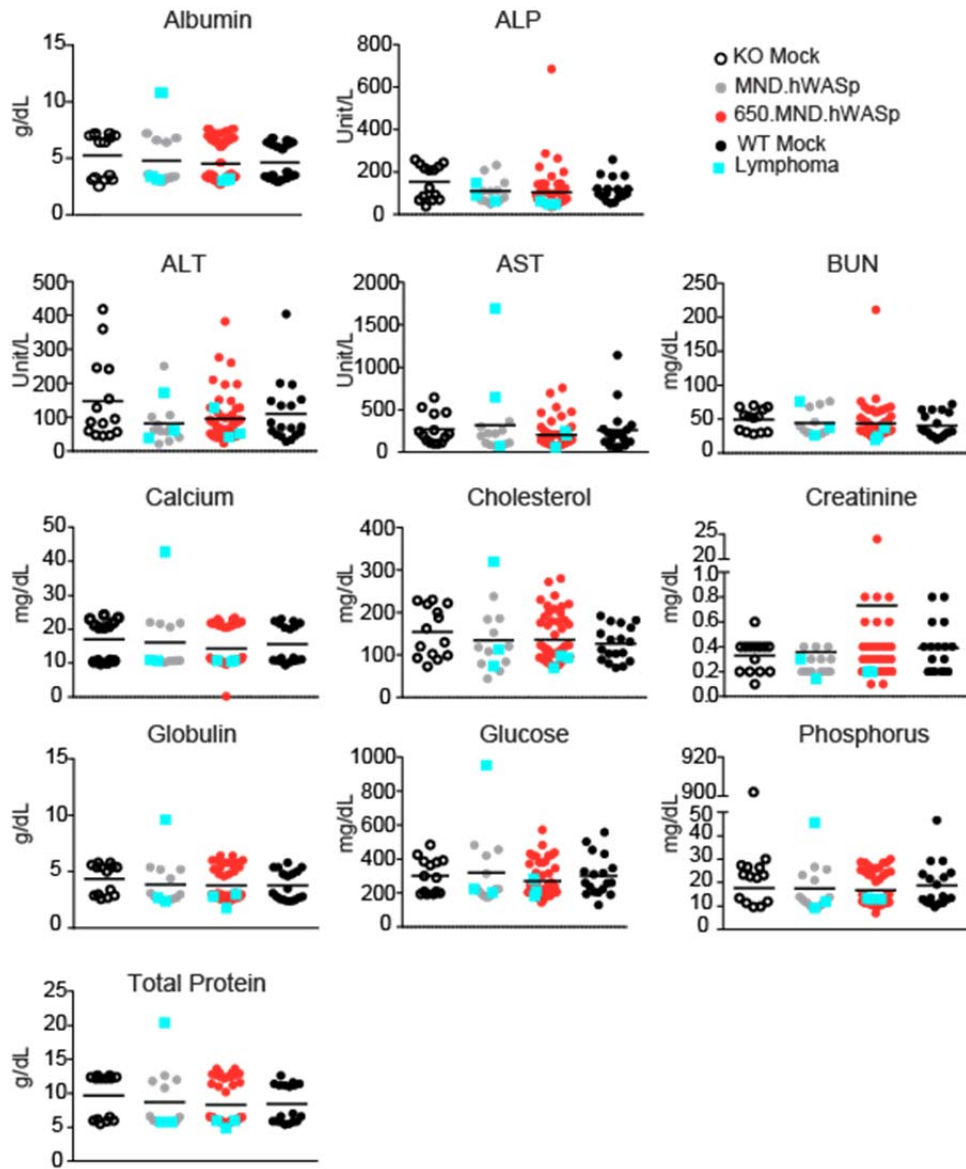 Albumin
15
10
5
0
g/dL
ALP
800
600
400
200
0
Unit/L
KO Mock
MND.hWASp
650.MND.hWASp
WT Mock
Lymphoma
ALT
500
400
300
200
100
0
Unit/L
AST
2000
1500
1000
500
0
Unit/L
BUN
250
200
150
100
50
0
mg/dL
Calcium
50
40
30
20
10
0
mg/dL
Cholesterol
400
300
200
100
0
mg/dL
Creatinine
25
20
1.0
0.8
0.6
0.4
0.2
0.0
mg/dL
Globulin
15
10
5
0
g/dL
Glucose
1000
800
600
400
200
0
mg/dL
Phosphorus
920
900
50
40
30
20
10
0
mg/dL
Total Protein
25
20
15
10
5
0
g/dL